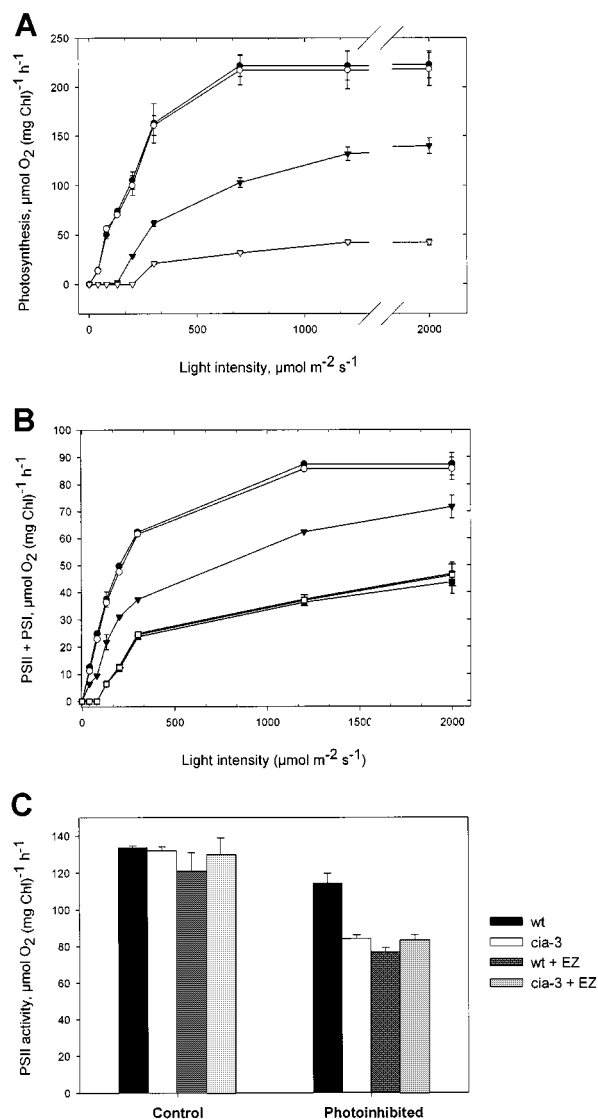 A
Photosynthesis, µmol O2 (mg Chl)-1 h-1
250
200
150
100
50
0
0
500
1000
2000
Light intensity, µmol m-2 s-1
B
PSII + PSI, µmol O2 (mg Chl)-1 h-1
100
90
80
70
60
50
40
30
20
10
0
0
500
1000
1500
2000
Light intensity (µmol m-2 s-1)
C
PSII activity, µmol O2 (mg Chl)-1 h-1
140
120
100
80
60
40
20
0
Control
Photoinhibited
wt
cia-3
wt + EZ
cia-3 + EZ